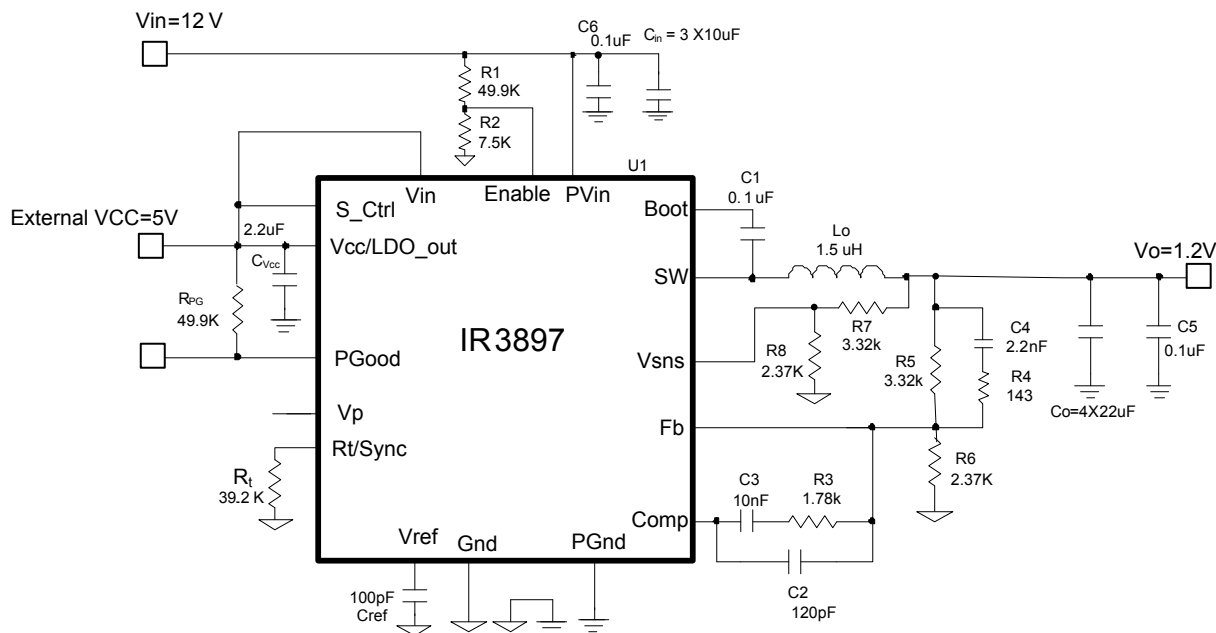 Vin=12 V
C6
0.1uF
Cin = 3 X10uF
R1
49.9K
R2
7.5K
U1
Vin
Enable
PVin
C1
0.1uF
External VCC=5V
S_Ctrl
Boot
2.2uF
Vcc/LDO_out
Lo
1.5 uH
Vo=1.2V
CVcc
SW
RPG
49.9K
IR3897
R7
3.32k
C4
2.2nF
C5
0.1uF
PGood
Vsns
R8
2.37K
R5
3.32k
R4
143
Co=4X22uF
Vp
Fb
Rt/Sync
Rt
39.2 K
R6
2.37K
C3
10nF
R3
1.78k
Comp
Vref
Gnd
PGnd
100pF
Cref
C2
120pF